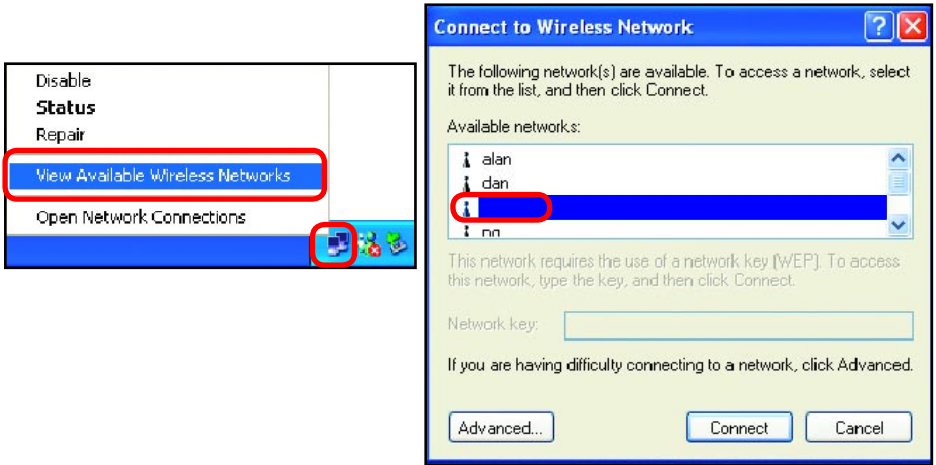 Disable
Status
Repair
View Available Wireless Networks
Open Network Connections
Connect to Wireless Network
The following network(s) are available. To access a network, select
it from the list, and then click Connect.
Available networks:
alan
dan
This network requires the use of a network key (WEP). To access
this network, type the key, and then click Connect.
Network key:
If you are having difficulty connecting to a network, click Advanced.
Advanced...
Connect
Cancel